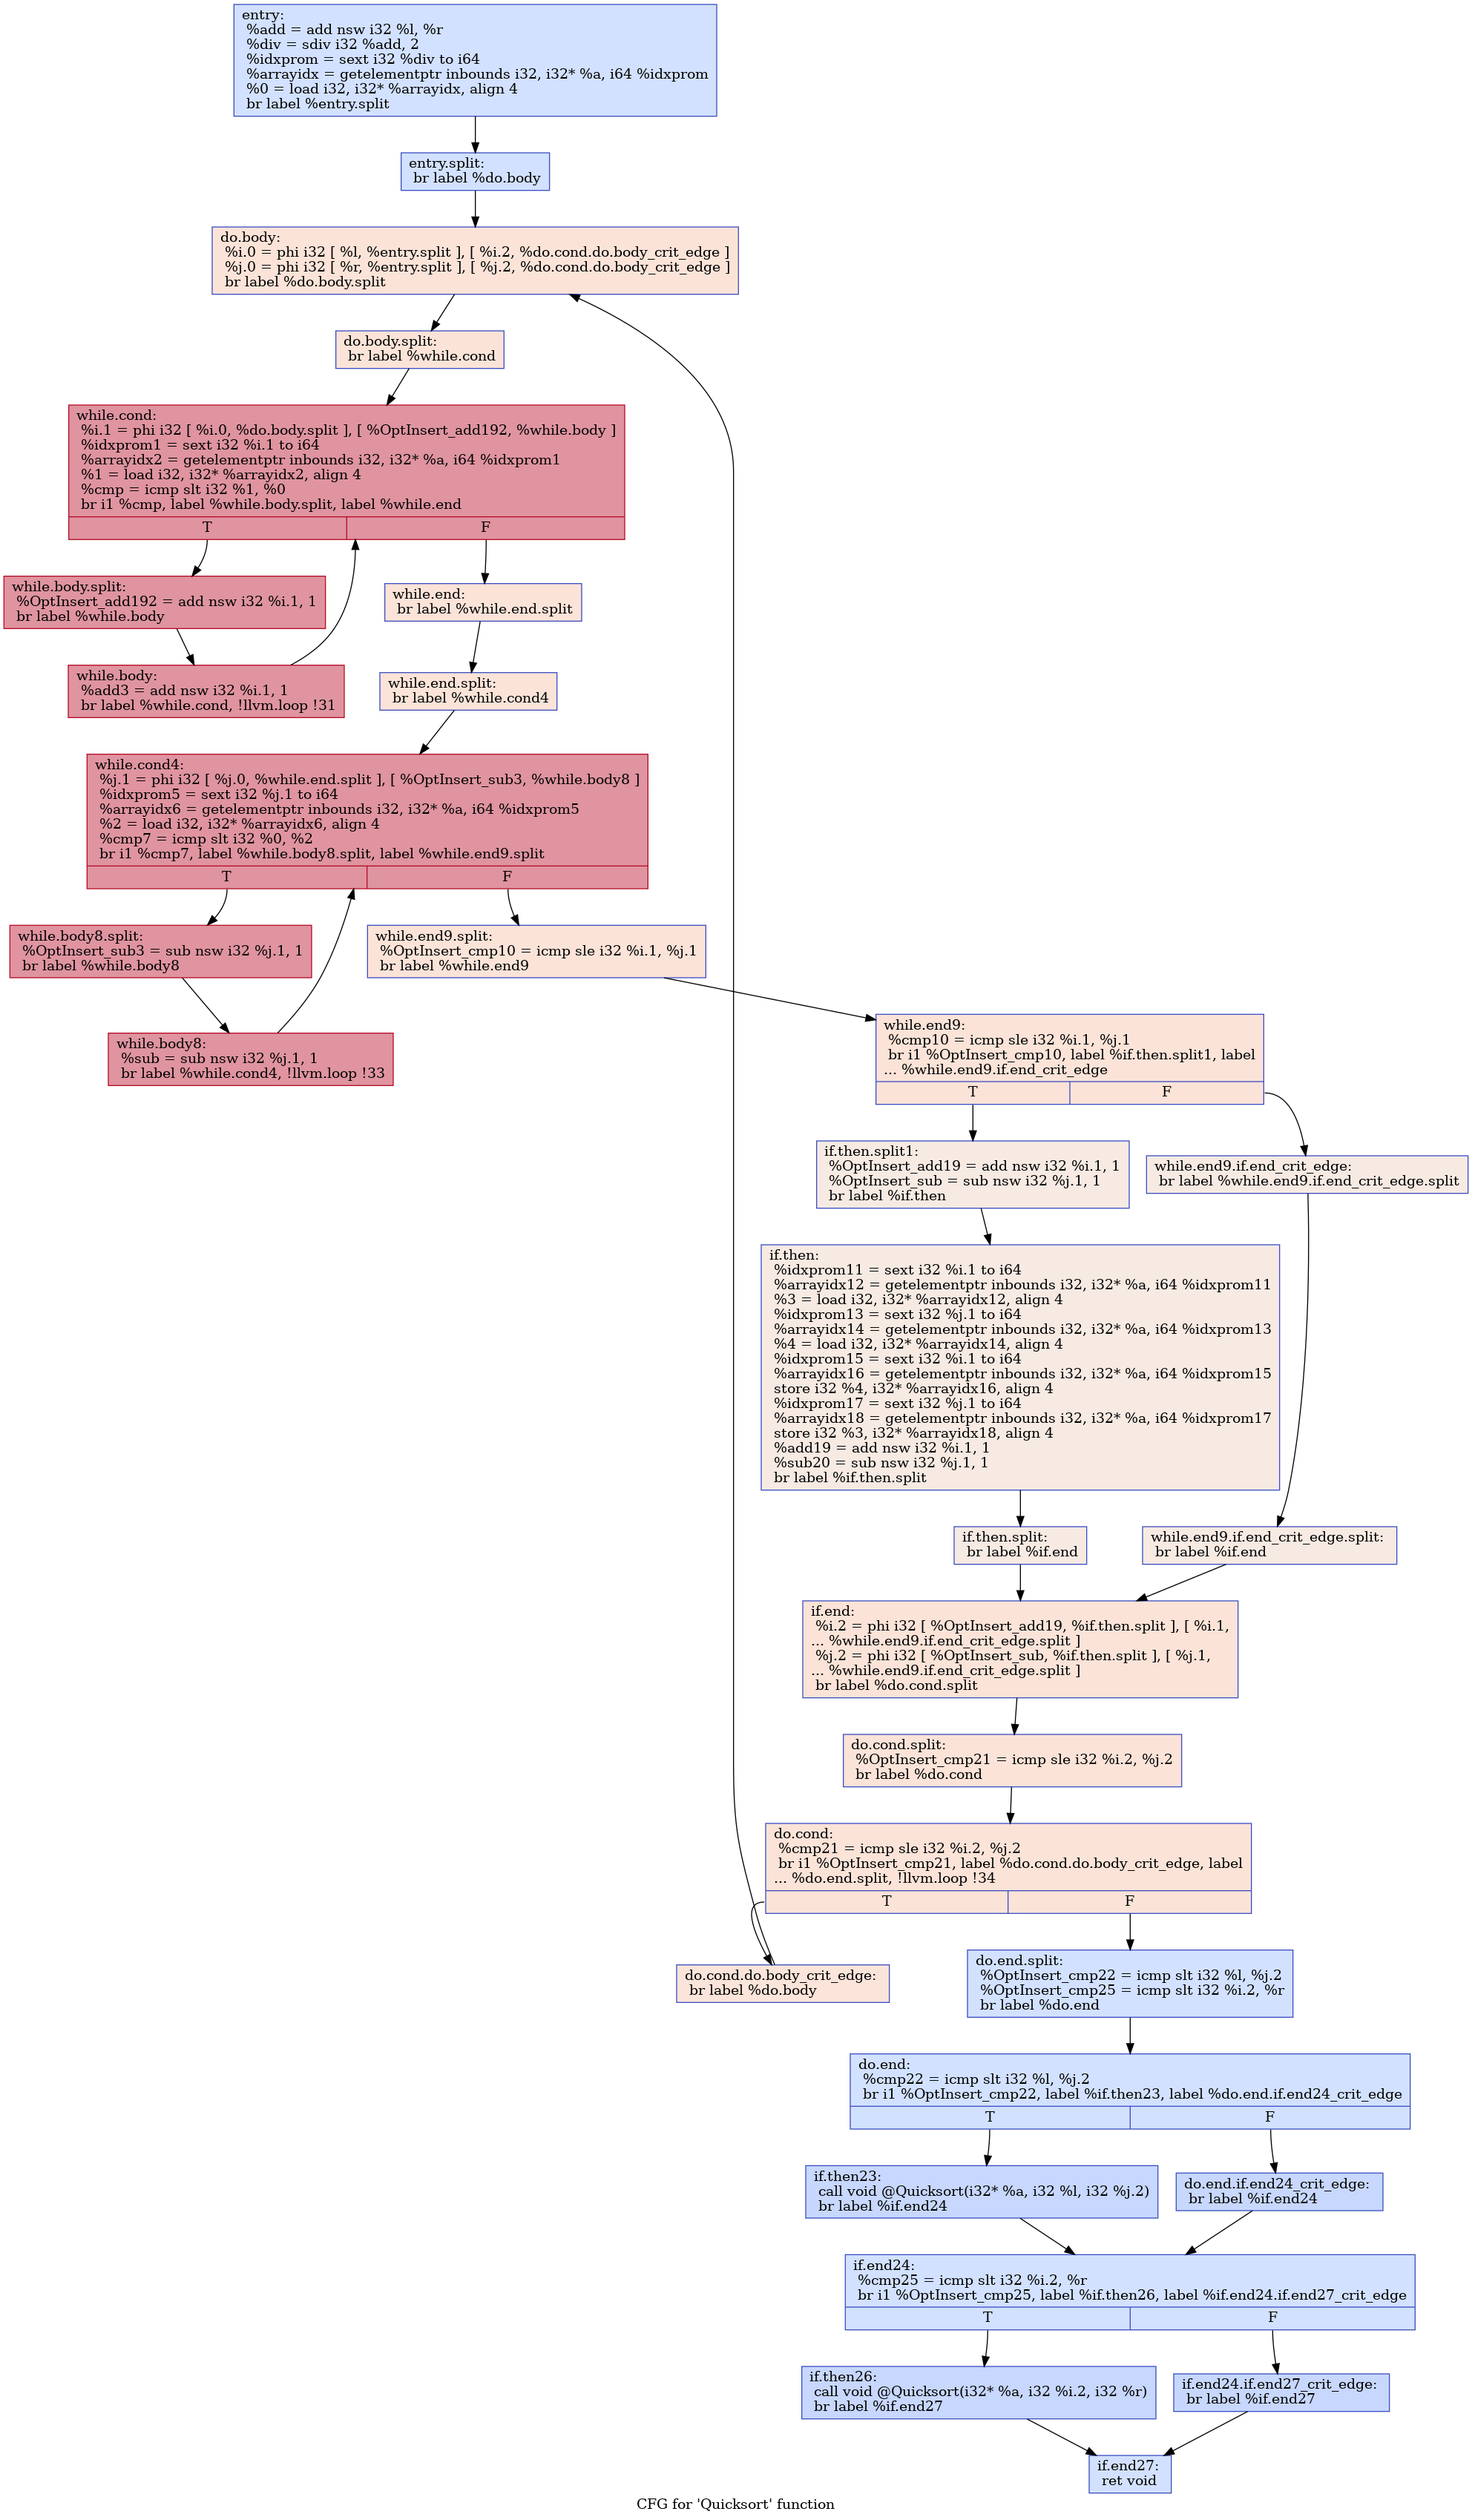 entry:
%add = add nsw i32 %l, %r
%div = sdiv i32 %add, 2
%idxprom = sext i32 %div to i64
%arrayidx = getelementptr inbounds i32, i32* %a, i64 %idxprom
%0 = load i32, i32* %arrayidx, align 4
br label %entry.split
entry.split:
br label %do.body
do.body:
%i.0 = phi i32 [ %l, %entry.split ], [ %i.2, %do.cond.do.body_crit_edge ]
%j.0 = phi i32 [ %r, %entry.split ], [ %j.2, %do.cond.do.body_crit_edge ]
br label %do.body.split
do.body.split:
br label %while.cond
while.cond:
%i.1 = phi i32 [ %i.0, %do.body.split ], [ %OptInsert_add192, %while.body ]
%idxprom1 = sext i32 %i.1 to i64
%arrayidx2 = getelementptr inbounds i32, i32* %a, i64 %idxprom1
%1 = load i32, i32* %arrayidx2, align 4
%cmp = icmp slt i32 %1, %0
br i1 %cmp, label %while.body.split, label %while.end
T F
while.body.split:
%OptInsert_add192 = add nsw i32 %i.1, 1
br label %while.body
while.end:
br label %while.end.split
while.body:
%add3 = add nsw i32 %i.1, 1
br label %while.cond, !llvm.loop !31
while.end.split:
br label %while.cond4
while.cond4:
%j.1 = phi i32 [ %j.0, %while.end.split ], [ %OptInsert_sub3, %while.body8 ]
%idxprom5 = sext i32 %j.1 to i64
%arrayidx6 = getelementptr inbounds i32, i32* %a, i64 %idxprom5
%2 = load i32, i32* %arrayidx6, align 4
%cmp7 = icmp slt i32 %0, %2
br i1 %cmp7, label %while.body8.split, label %while.end9.split
T F
while.body8.split:
%OptInsert_sub3 = sub nsw i32 %j.1, 1
br label %while.body8
while.end9.split:
%OptInsert_cmp10 = icmp sle i32 %i.1, %j.1
br label %while.end9
while.body8:
%sub = sub nsw i32 %j.1, 1
br label %while.cond4, !llvm.loop !33
while.end9:
%cmp10 = icmp sle i32 %i.1, %j.1
br i1 %OptInsert_cmp10, label %if.then.split1, label
... %while.end9.if.end_crit_edge
T F
if.then.split1:
%OptInsert_add19 = add nsw i32 %i.1, 1
%OptInsert_sub = sub nsw i32 %j.1, 1
br label %if.then
while.end9.if.end_crit_edge:
br label %while.end9.if.end_crit_edge.split
if.then:
%idxprom11 = sext i32 %i.1 to i64
%arrayidx12 = getelementptr inbounds i32, i32* %a, i64 %idxprom11
%3 = load i32, i32* %arrayidx12, align 4
%idxprom13 = sext i32 %j.1 to i64
%arrayidx14 = getelementptr inbounds i32, i32* %a, i64 %idxprom13
%4 = load i32, i32* %arrayidx14, align 4
%idxprom15 = sext i32 %i.1 to i64
%arrayidx16 = getelementptr inbounds i32, i32* %a, i64 %idxprom15
store i32 %4, i32* %arrayidx16, align 4
%idxprom17 = sext i32 %j.1 to i64
%arrayidx18 = getelementptr inbounds i32, i32* %a, i64 %idxprom17
store i32 %3, i32* %arrayidx18, align 4
%add19 = add nsw i32 %i.1, 1
%sub20 = sub nsw i32 %j.1, 1
br label %if.then.split
if.then.split:
br label %if.end
while.end9.if.end_crit_edge.split:
br label %if.end
if.end:
%i.2 = phi i32 [ %OptInsert_add19, %if.then.split ], [ %i.1,
... %while.end9.if.end_crit_edge.split ]
%j.2 = phi i32 [ %OptInsert_sub, %if.then.split ], [ %j.1,
... %while.end9.if.end_crit_edge.split ]
br label %do.cond.split
do.cond.split:
%OptInsert_cmp21 = icmp sle i32 %i.2, %j.2
br label %do.cond
do.cond:
%cmp21 = icmp sle i32 %i.2, %j.2
br i1 %OptInsert_cmp21, label %do.cond.do.body_crit_edge, label
... %do.end.split, !llvm.loop !34
T F
do.cond.do.body_crit_edge:
br label %do.body
do.end.split:
%OptInsert_cmp22 = icmp slt i32 %l, %j.2
%OptInsert_cmp25 = icmp slt i32 %i.2, %r
br label %do.end
do.end:
%cmp22 = icmp slt i32 %l, %j.2
br i1 %OptInsert_cmp22, label %if.then23, label %do.end.if.end24_crit_edge
T F
if.then23:
call void @Quicksort(i32* %a, i32 %l, i32 %j.2)
br label %if.end24
do.end.if.end24_crit_edge:
br label %if.end24
if.end24:
%cmp25 = icmp slt i32 %i.2, %r
br i1 %OptInsert_cmp25, label %if.then26, label %if.end24.if.end27_crit_edge
T F
if.then26:
call void @Quicksort(i32* %a, i32 %i.2, i32 %r)
br label %if.end27
if.end24.if.end27_crit_edge:
br label %if.end27
if.end27:
ret void
CFG for 'Quicksort' function